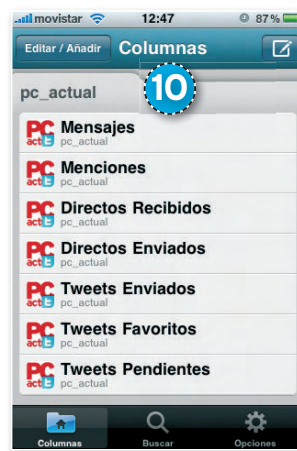 movistar 12:47 87%
Editar / Añadir Columnas
10
pc_actual
PC act Mensajes
pc_actual
PC act Menciones
pc_actual
PC act Directos Recibidos
pc_actual
PC act Directos Enviados
pc_actual
PC act Tweets Enviados
pc_actual
PC act Tweets Favoritos
pc_actual
PC act Tweets Pendientes
pc_actual
Columnas Buscar Opciones